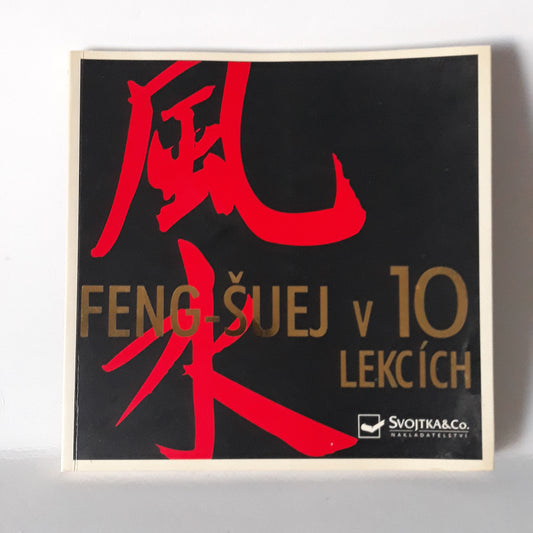 風
水
FENG-ŠUEJ v 10
LEKCÍCH
SVOJTKA&Co.
NAKLADATELSTVÍ